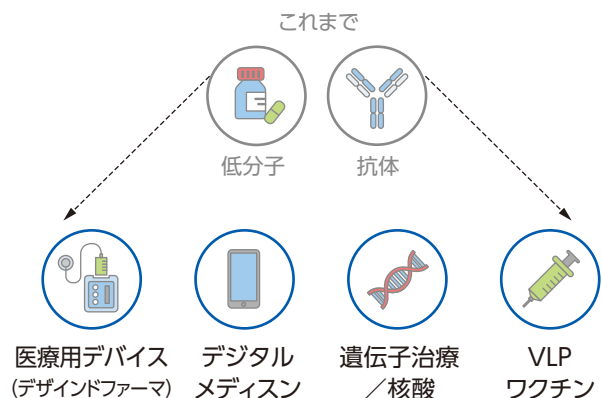 これまで
低分子
抗体
医療用デバイス
(デザインドファーマ)
デジタル
メディスン
遺伝子治療
／核酸
VLP
ワクチン